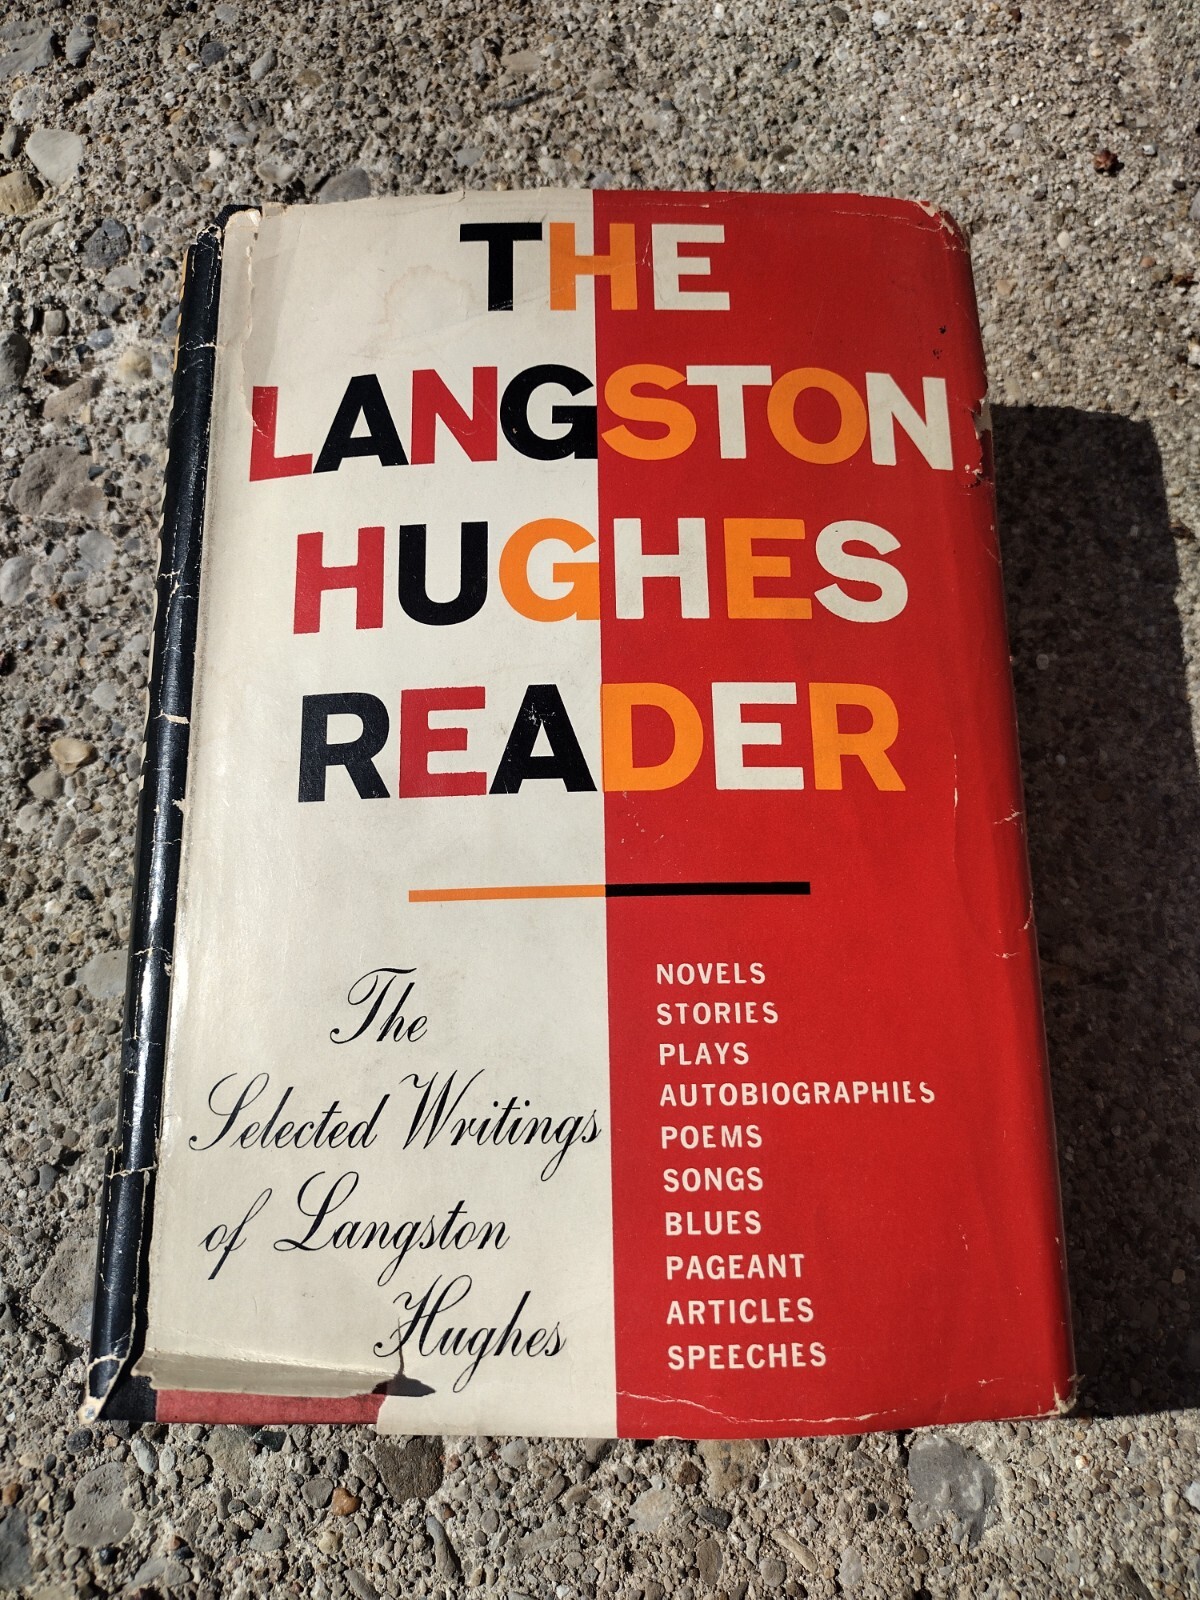 THE
LANGSTON
HUGHES
READER
The
Selected Writings
of Langston
Hughes
NOVELS
STORIES
PLAYS
AUTOBIOGRAPHIES
POEMS
SONGS
BLUES
PAGEANT
ARTICLES
SPEECHES